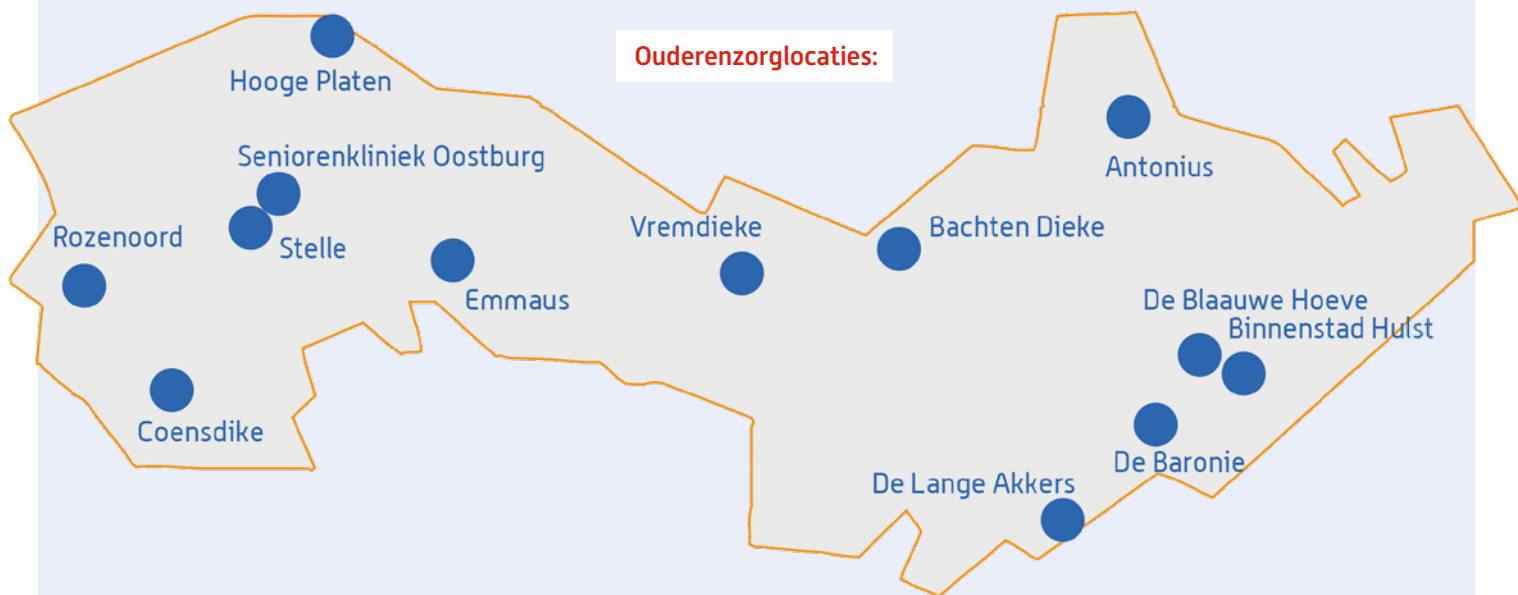 Ouderenzorglocaties:
Hooge Platen
Seniorenkliniek Oostburg
Stelle
Rozenoord
Emmaus
Coensdike
Vremdieke
Bachten Dieke
Antonius
De Blaauwe Hoeve
Binnenstad Hulst
De Baronie
De Lange Akkers